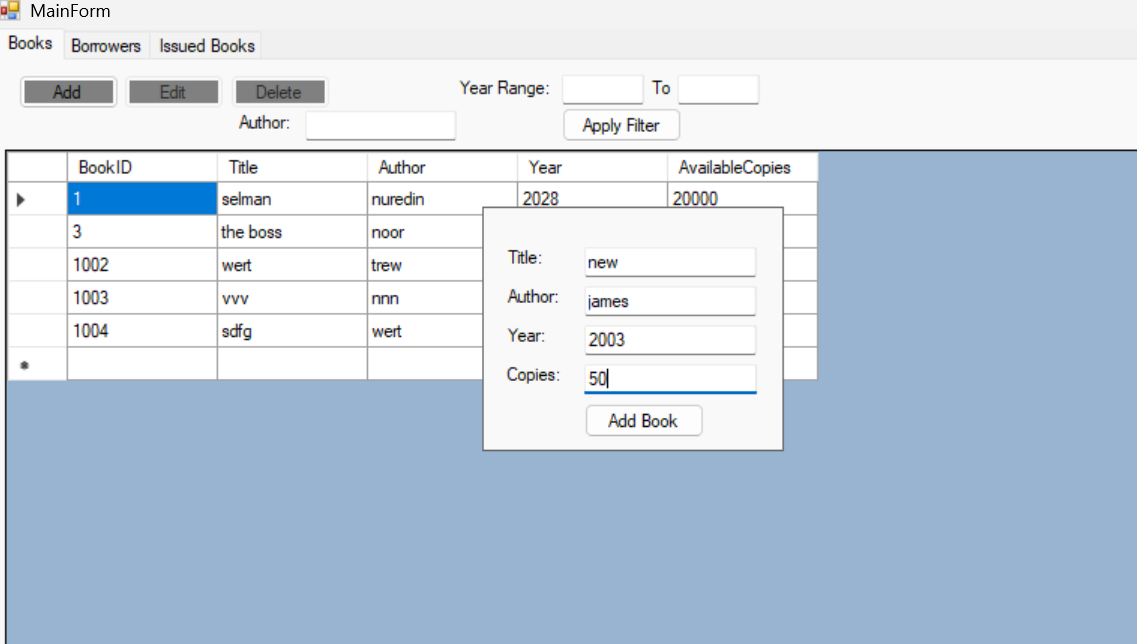 MainForm
Books Borrowers Issued Books
Add Edit Delete Year Range: To
Author: Apply Filter
BookID Title Author Year AvailableCopies
1 selman nuredin 2028 20000
3 the boss noor
1002 wert trew
1003 vvv nnn
1004 sdfg wert
Title: new
Author: james
Year: 2003
Copies: 50
Add Book